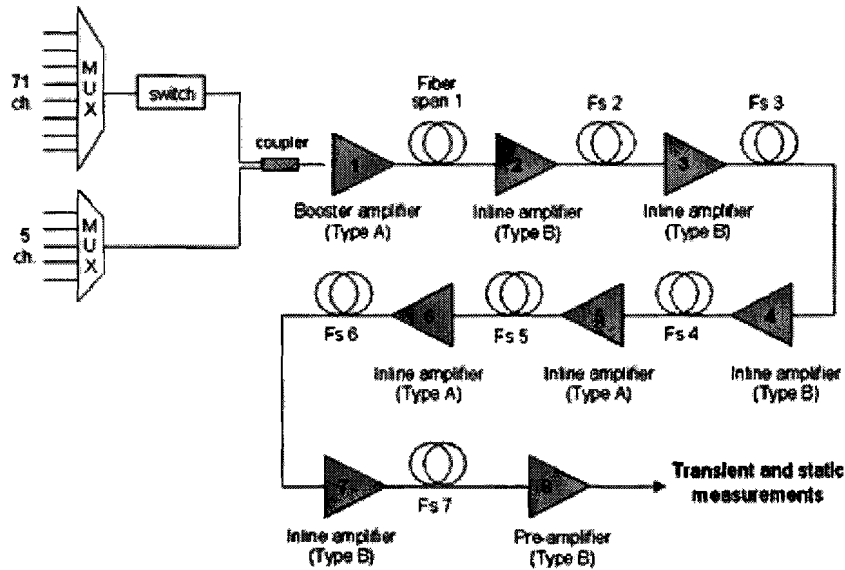 71
ch.
M
U
X
switch
coupler
5
ch.
M
U
X
Fiber
span 1
Fs 2
Fs 3
1
2
3
Booster amplifier
(Type A)
Inline amplifier
(Type B)
Inline amplifier
(Type B)
Fs 6
6
Fs 5
5
Fs 4
4
Inline amplifier
(Type A)
Inline amplifier
(Type A)
Inline amplifier
(Type B)
7
Fs 7
8
Transient and static
measurements
Inline amplifier
(Type B)
Pre-amplifier
(Type B)